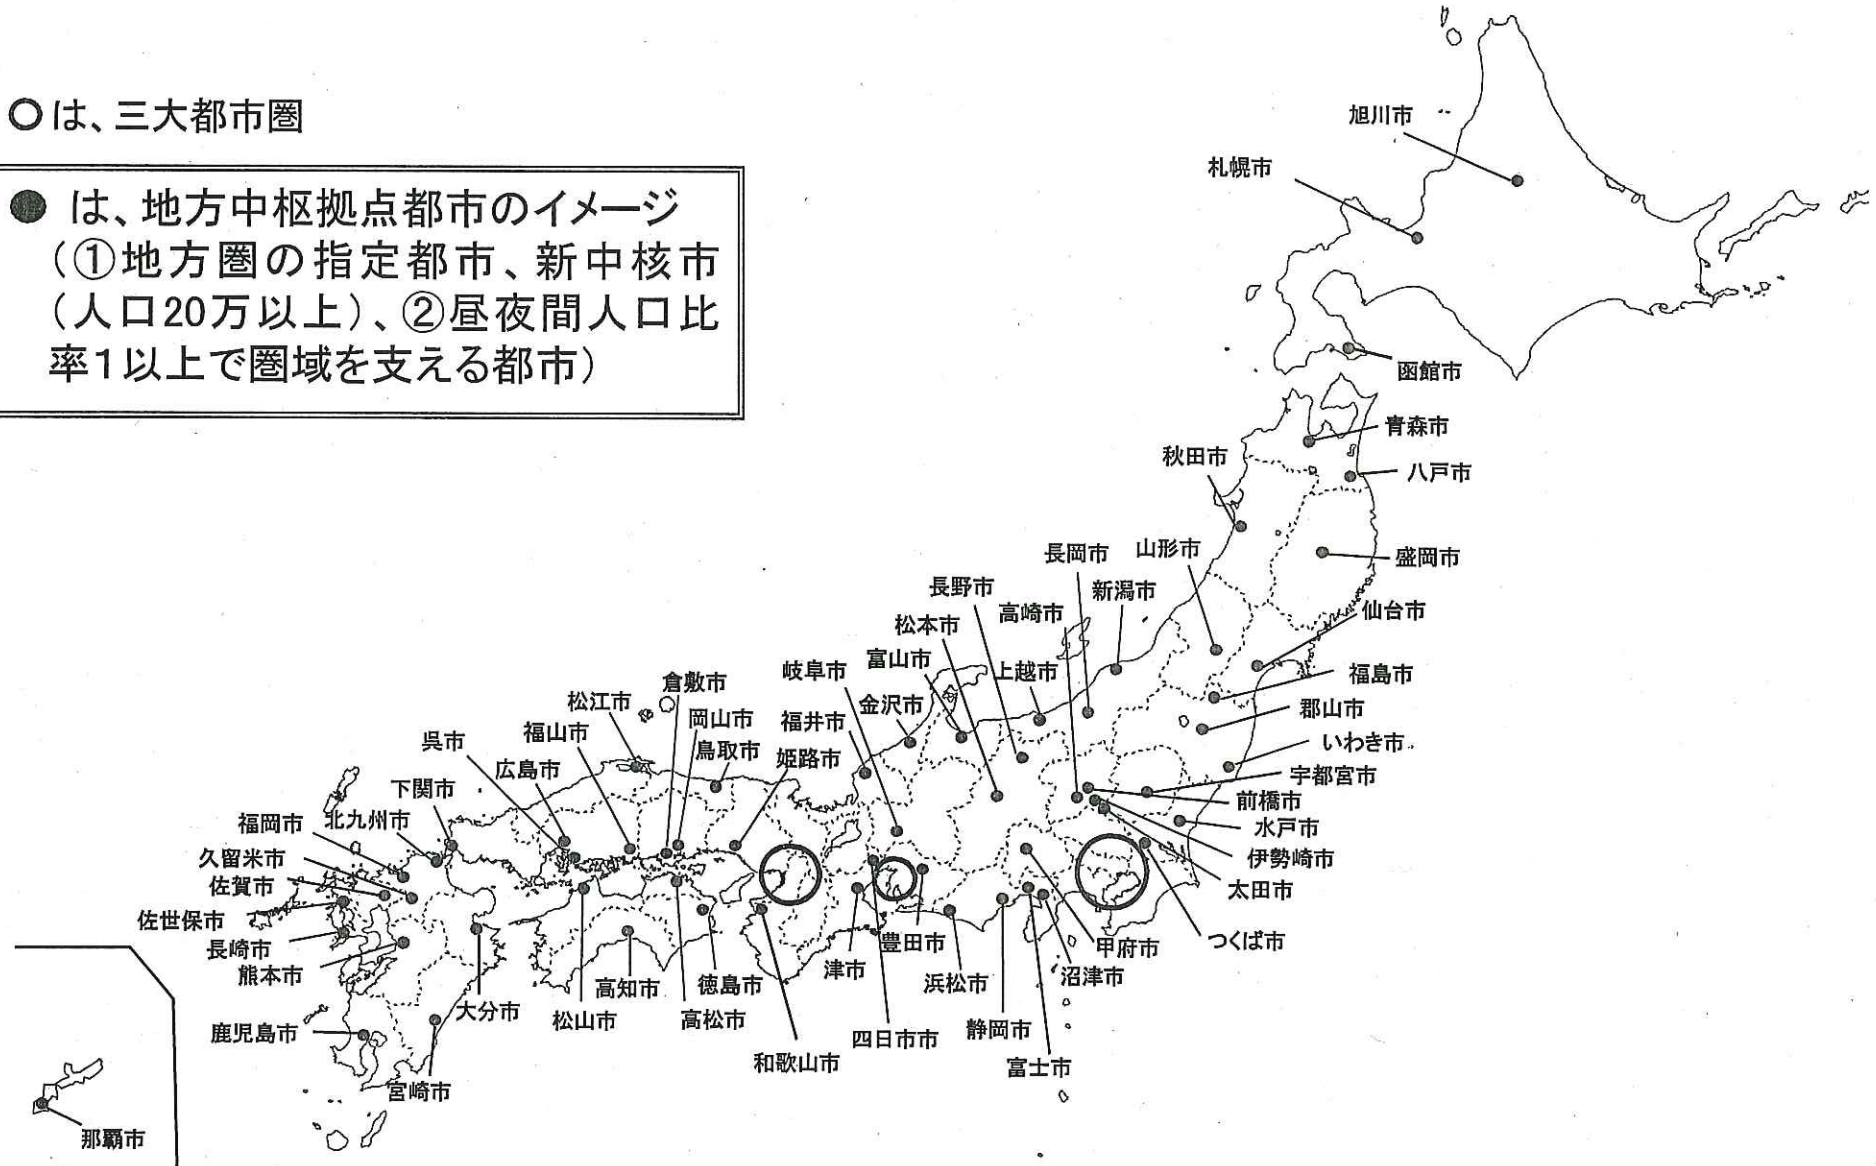 ○は、三大都市圏
● は、地方中枢拠点都市のイメージ
（①地方圏の指定都市、新中核市
（人口20万以上）、②昼夜間人口比
率１以上で圏域を支える都市）
旭川市
札幌市
函館市
青森市
秋田市
八戸市
盛岡市
長岡市
山形市
新潟市
仙台市
長野市
高崎市
松本市
富山市
上越市
岐阜市
金沢市
福井市
福島市
郡山市
いわき市
宇都宮市
前橋市
水戸市
伊勢崎市
太田市
つくば市
倉敷市
松江市
岡山市
福山市
鳥取市
姫路市
呉市
広島市
下関市
北九州市
福岡市
久留米市
佐賀市
佐世保市
長崎市
熊本市
大分市
鹿児島市
宮崎市
那覇市
松山市
高知市
徳島市
高松市
和歌山市
津市
四日市市
豊田市
浜松市
静岡市
富士市
沼津市
甲府市